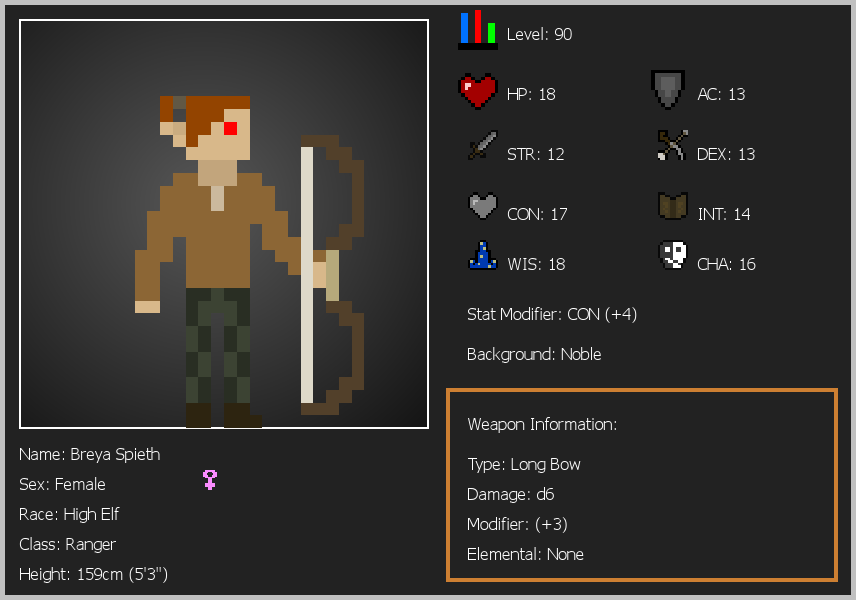 Level: 90
HP: 18
AC: 13
STR: 12
DEX: 13
CON: 17
INT: 14
WIS: 18
CHA: 16
Stat Modifier: CON (+4)
Background: Noble
Weapon Information:
Type: Long Bow
Damage: d6
Modifier: (+3)
Elemental: None
Name: Breya Spieth
Sex: Female
Race: High Elf
Class: Ranger
Height: 159cm (5'3")